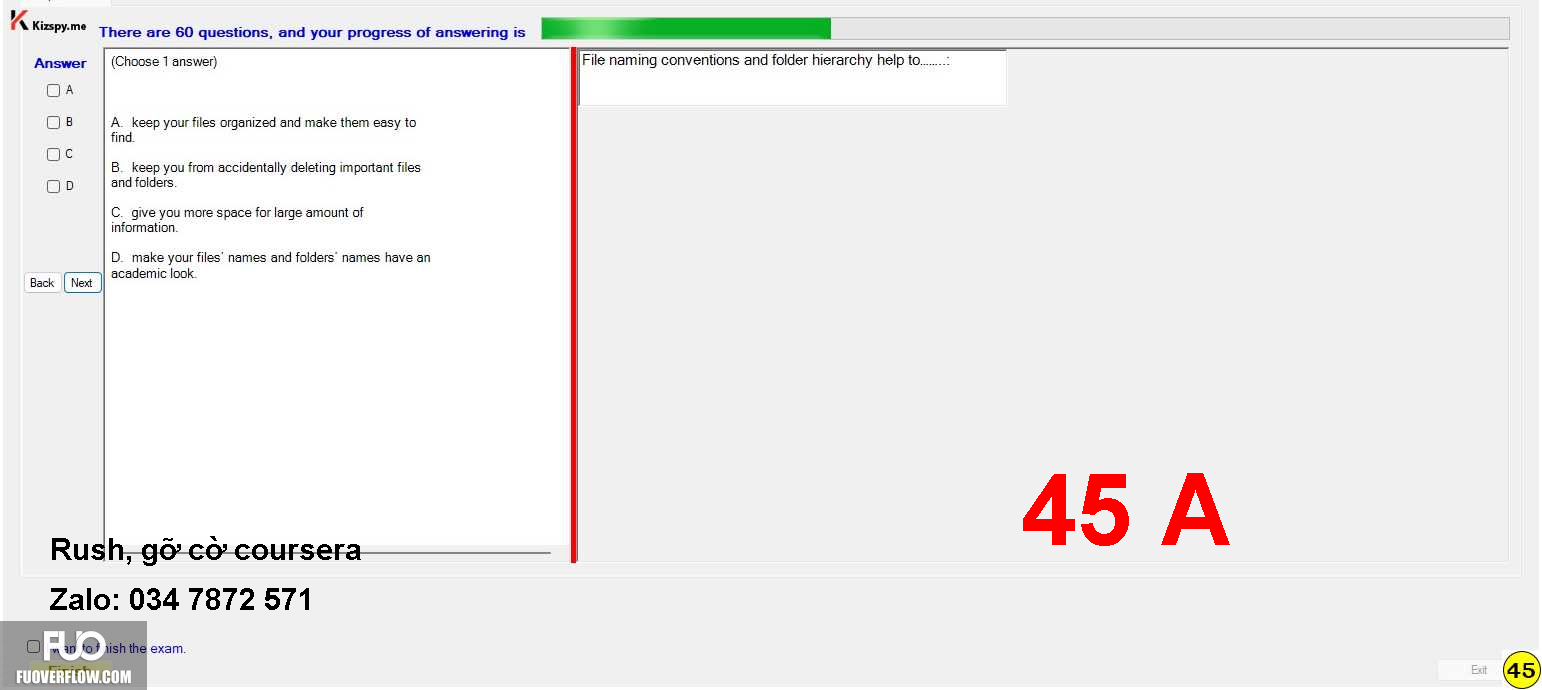 Kizspy.me
There are 60 questions, and your progress of answering is
Answer
A
B
C
D
Back
Next
(Choose 1 answer)
A. keep your files organized and make them easy to
find.
B. keep you from accidentally deleting important files
and folders.
C. give you more space for large amount of
information.
D. make your files' names and folders' names have an
academic look.
File naming conventions and folder hierarchy help to........:
45 A
Rush, gỡ cờ coursera
Zalo: 034 7872 571
want to finish the exam.
Finish
FUO
FUOVERFLOW.COM
Exit
45